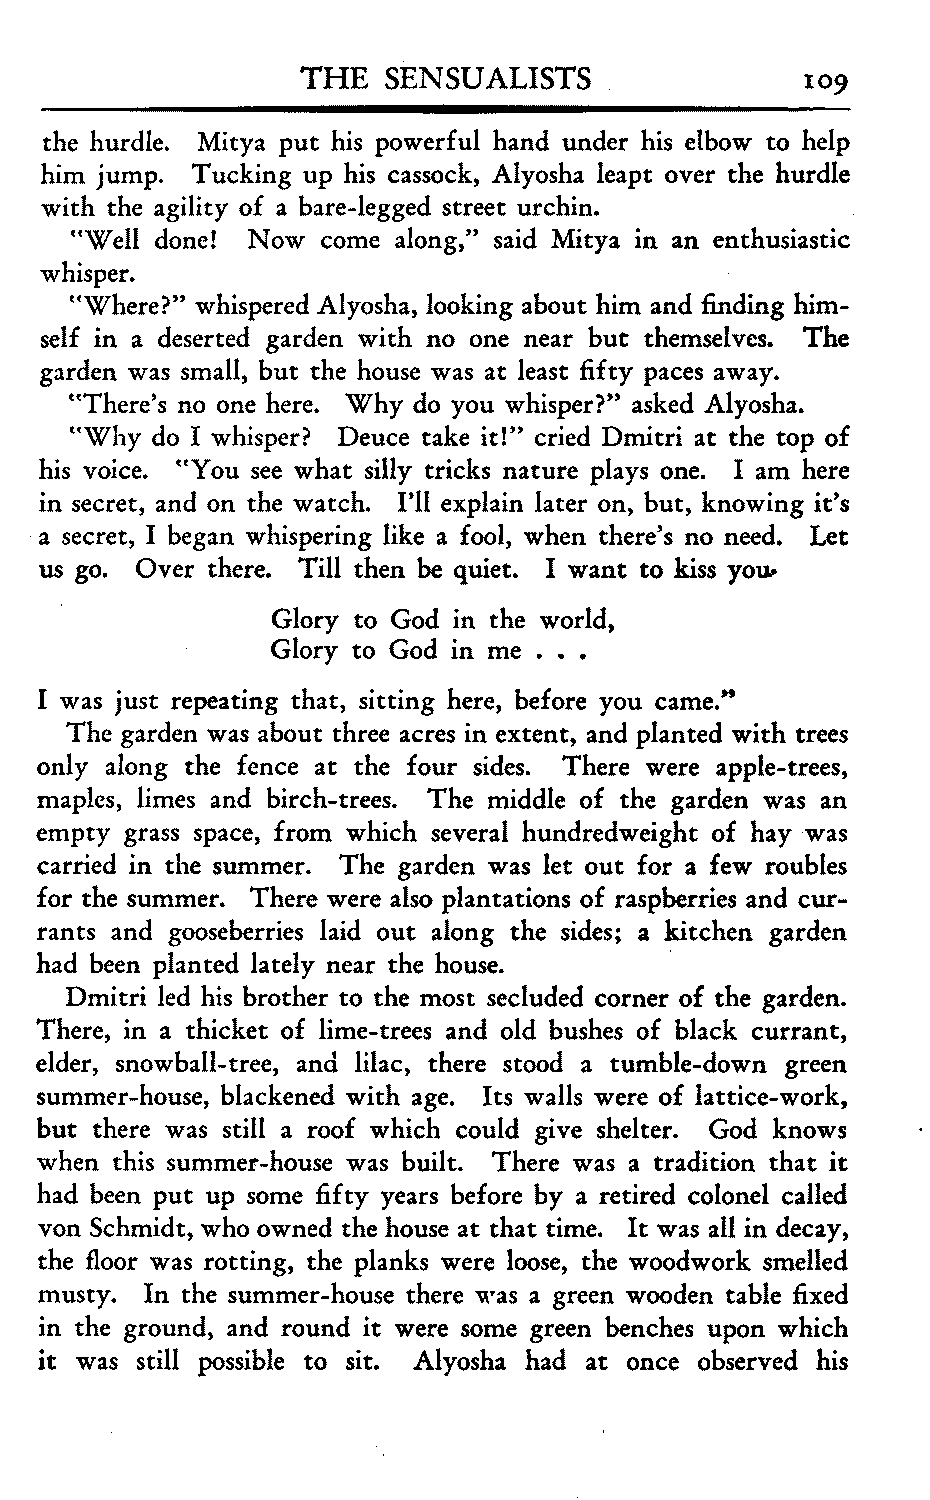 THE SENSUALISTS 109
the hurdle. Mitya put his powerful hand under his elbow to help
him jump. Tucking up his cassock, Alyosha leapt over the hurdle
with the agility of a bare-legged street urchin.
"Well done! Now come along," said Mitya in an enthusiastic
whisper.
"Where?" whispered Alyosha, looking about him and finding him-
self in a deserted garden with no one near but themselves. The
garden was small, but the house was at least fifty paces away.
"There's no one here. Why do you whisper?" asked Alyosha.
"Why do I whisper? Deuce take it!" cried Dmitri at the top of
his voice. "You see what silly tricks nature plays one. I am here
in secret, and on the watch. I'll explain later on, but, knowing it's
a secret, I began whispering like a fool, when there's no need. Let
us go. Over there. Till then be quiet. I want to kiss you.
Glory to God in the world,
Glory to God in me . . .
I was just repeating that, sitting here, before you came."
The garden was about three acres in extent, and planted with trees
only along the fence at the four sides. There were apple-trees,
maples, limes and birch-trees. The middle of the garden was an
empty grass space, from which several hundredweight of hay was
carried in the summer. The garden was let out for a few roubles
for the summer. There were also plantations of raspberries and cur-
rants and gooseberries laid out along the sides; a kitchen garden
had been planted lately near the house.
Dmitri led his brother to the most secluded corner of the garden.
There, in a thicket of lime-trees and old bushes of black currant,
elder, snowball-tree, and lilac, there stood a tumble-down green
summer-house, blackened with age. Its walls were of lattice-work,
but there was still a roof which could give shelter. God knows
when this summer-house was built. There was a tradition that it
had been put up some fifty years before by a retired colonel called
von Schmidt, who owned the house at that time. It was all in decay,
the floor was rotting, the planks were loose, the woodwork smelled
musty. In the summer-house there was a green wooden table fixed
in the ground, and round it were some green benches upon which
it was still possible to sit. Alyosha had at once observed his